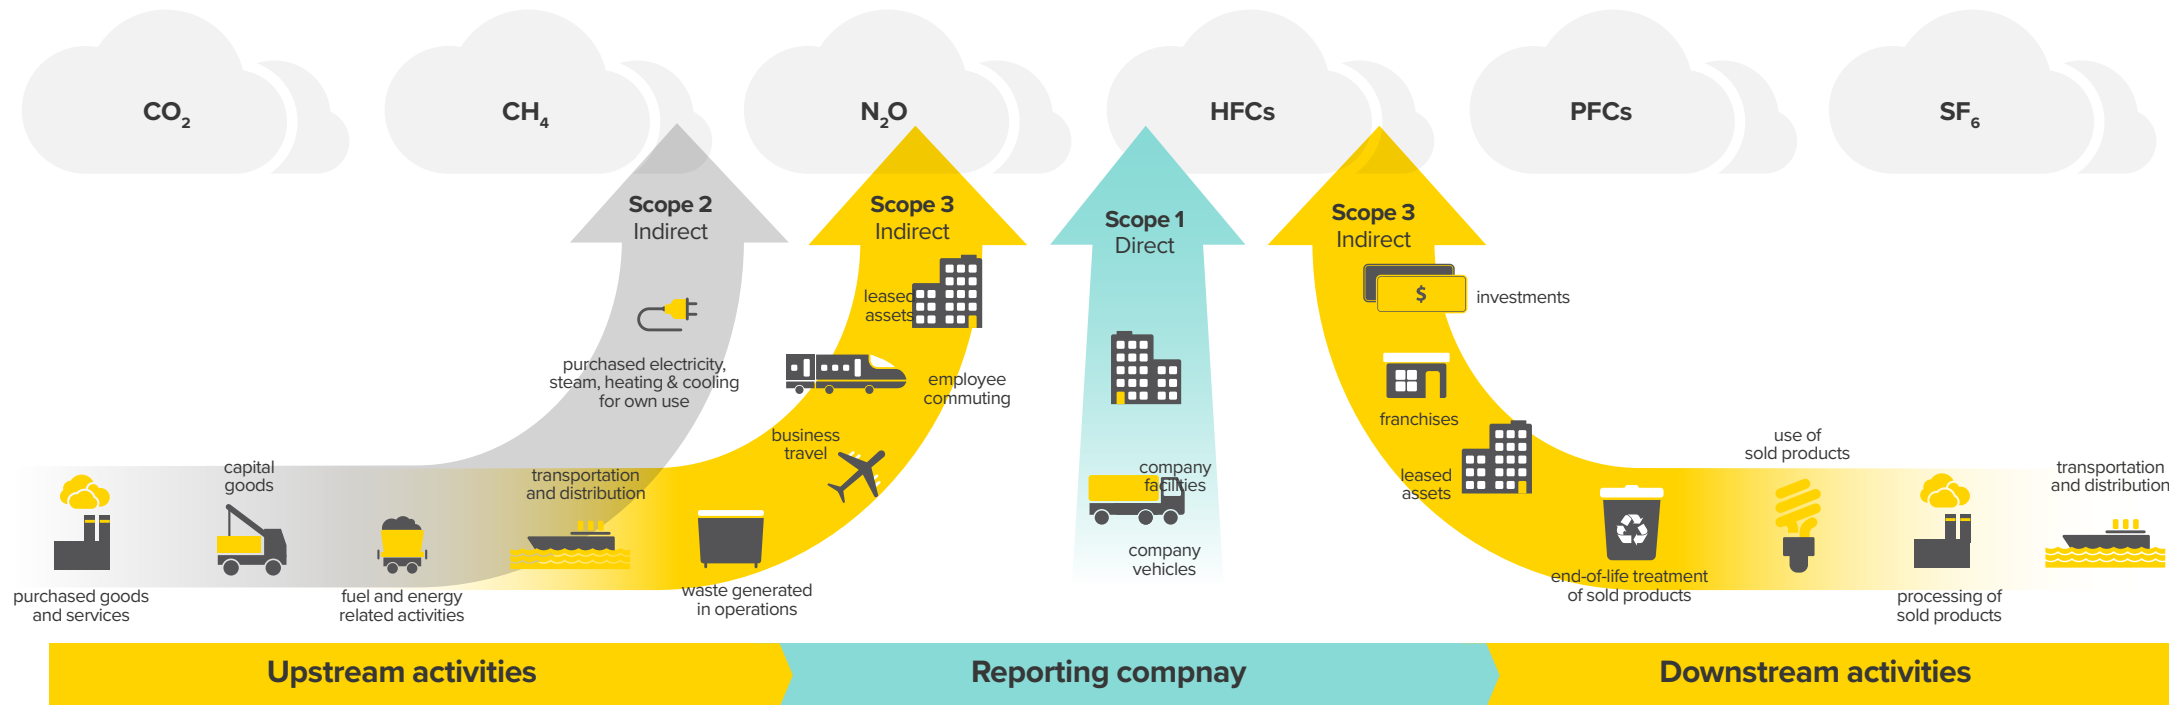 CO₂
CH₄
N₂O
HFCs
PFCs
SF₆
Scope 2
Indirect
Scope 3
Indirect
Scope 1
Direct
Scope 3
Indirect
purchased electricity,
steam, heating & cooling
for own use
leased
assets
employee
commuting
business
travel
purchased goods
and services
capital
goods
fuel and energy
related activities
transportation
and distribution
waste generated
in operations
company
facilities
company
vehicles
$
investments
franchises
leased
assets
end-of-life treatment
of sold products
use of
sold products
processing of
sold products
transportation
and distribution
Upstream activities
Reporting compnay
Downstream activities